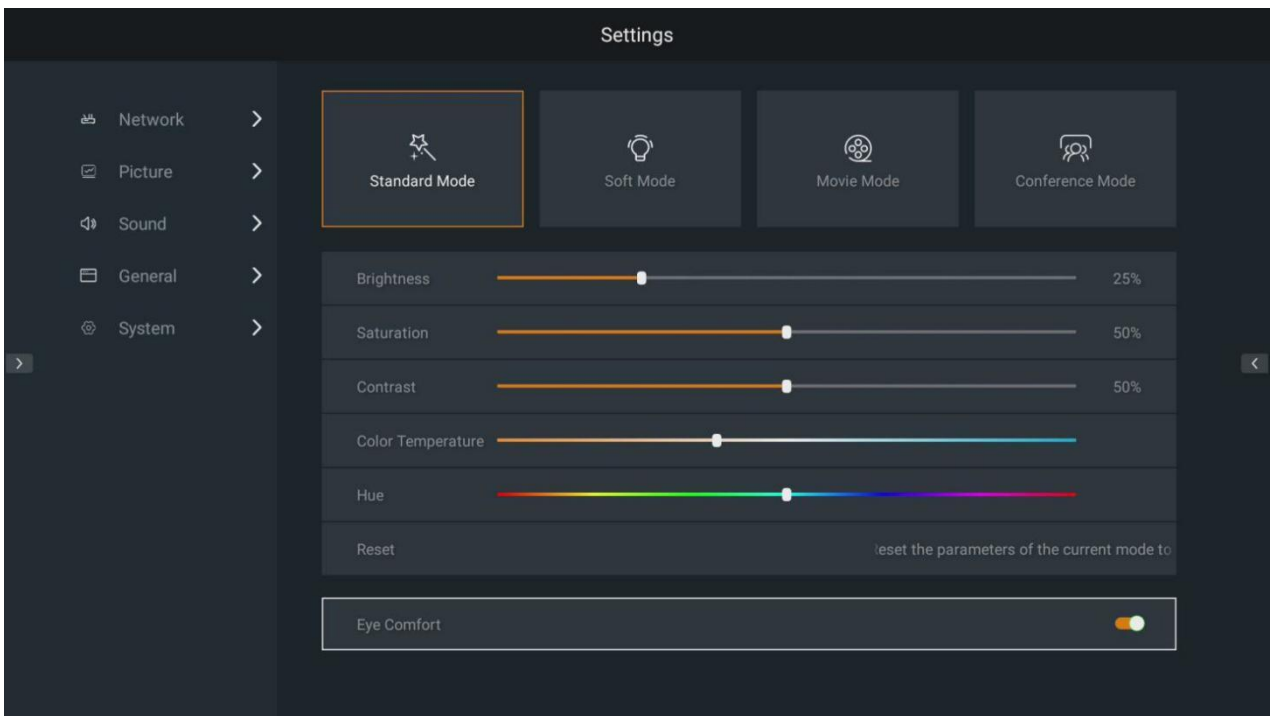 Settings
Network
Picture
Sound
General
System
Standard Mode
Soft Mode
Movie Mode
Conference Mode
Brightness 25%
Saturation 50%
Contrast 50%
Color Temperature
Hue
Reset eset the parameters of the current mode to
Eye Comfort